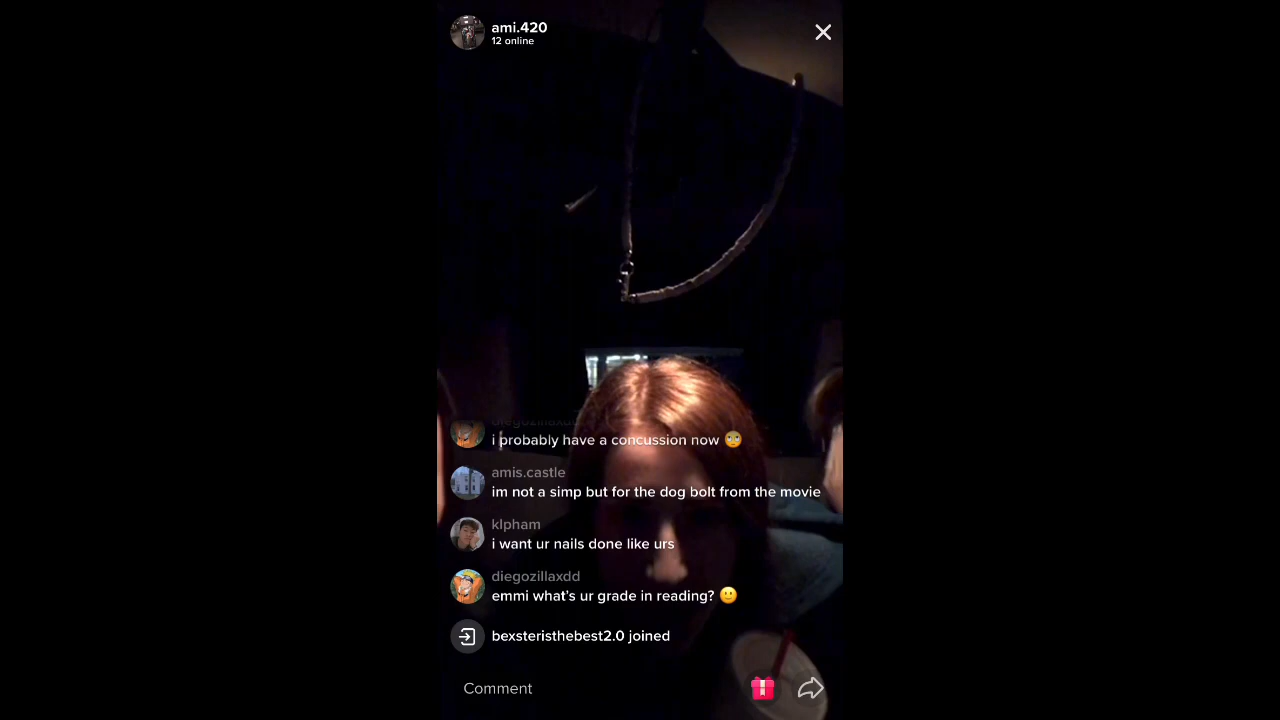 ami.420
12 online
diegozillaxdd
i probably have a concussion now 🥺
amis.castle
im not a simp but for the dog bolt from the movie
klpham
i want ur nails done like urs
diegozillaxdd
emmi what's ur grade in reading? 🙂
bexsteristhebest2.0 joined
Comment